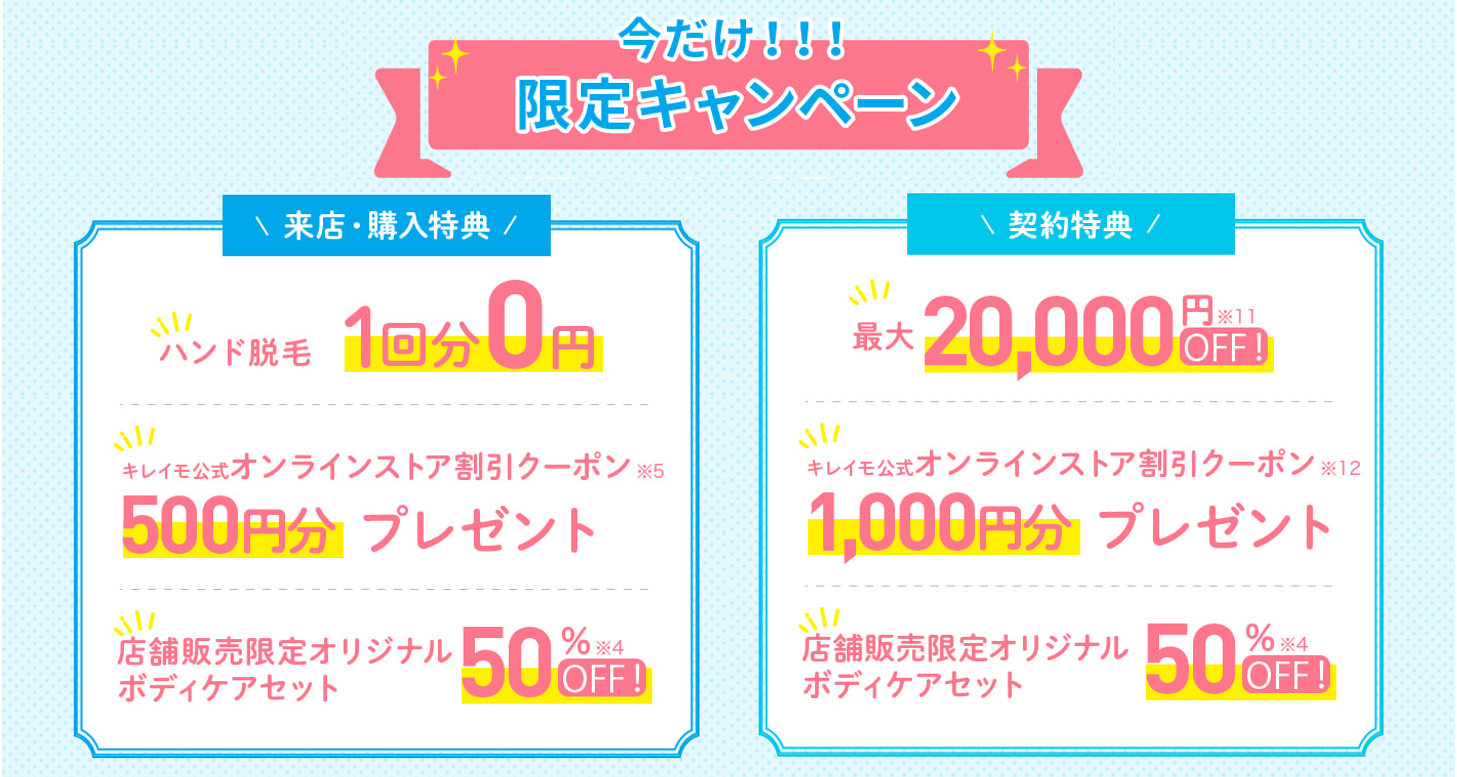 今だけ！！！
限定キャンペーン
\ 来店・購入特典 /
ハンド脱毛 1回分0円
キレイモ公式オンラインストア割引クーポン※5
500円分 プレゼント
店舗販売限定オリジナル
ボディケアセット
50%※4
OFF!
\ 契約特典 /
最大 20,000円※11
OFF!
キレイモ公式オンラインストア割引クーポン※12
1,000円分 プレゼント
店舗販売限定オリジナル
ボディケアセット
50%※4
OFF!